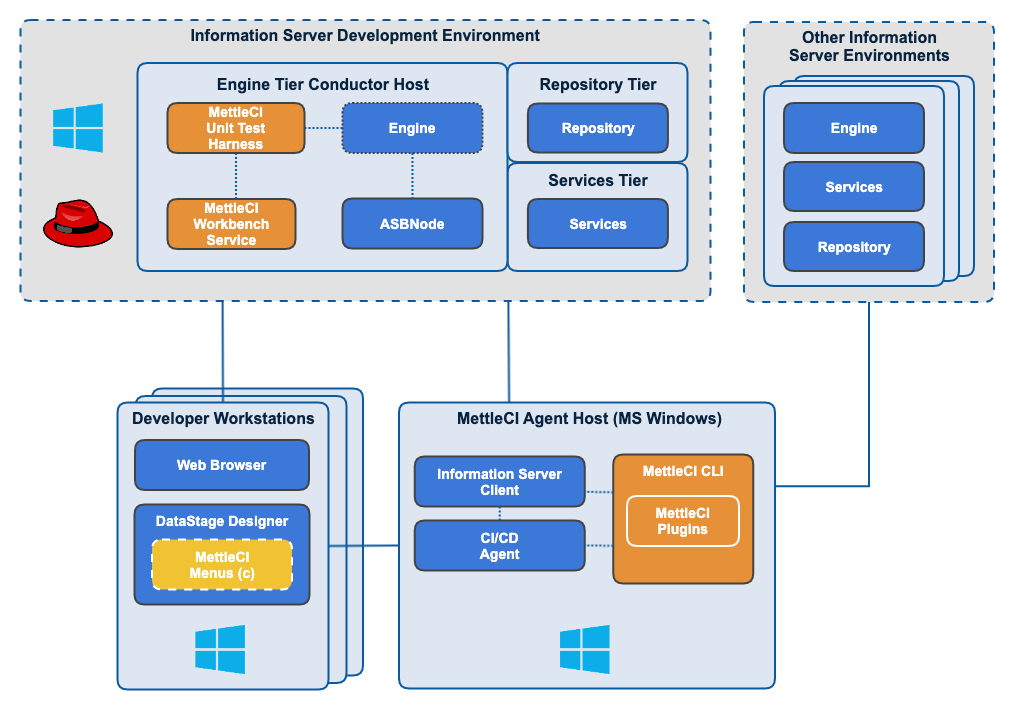 Information Server Development Environment
Engine Tier Conductor Host
MettleCI
Unit Test
Harness
Engine
MettleCI
Workbench
Service
ASBNode
Repository Tier
Repository
Services Tier
Services
Other Information
Server Environments
Engine
Services
Repository
Developer Workstations
Web Browser
DataStage Designer
MettleCI
Menus (c)
MettleCI Agent Host (MS Windows)
Information Server
Client
CI/CD
Agent
MettleCI CLI
MettleCI
Plugins